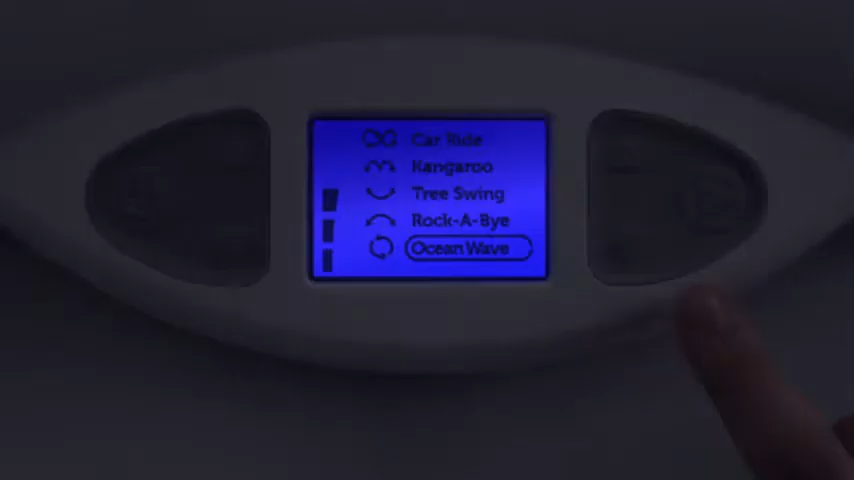 Car Ride
Kangaroo
Tree Swing
Rock-A-Bye
Ocean Wave